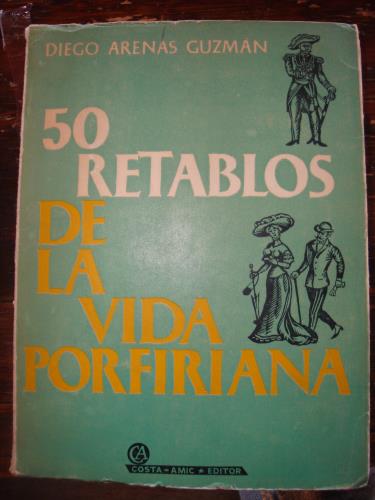 DIEGO ARENAS GUZMÁN
50
RETABLOS
DE
LA
VIDA
PORFIRIANA
CA
COSTA-AMIC ★ EDITOR